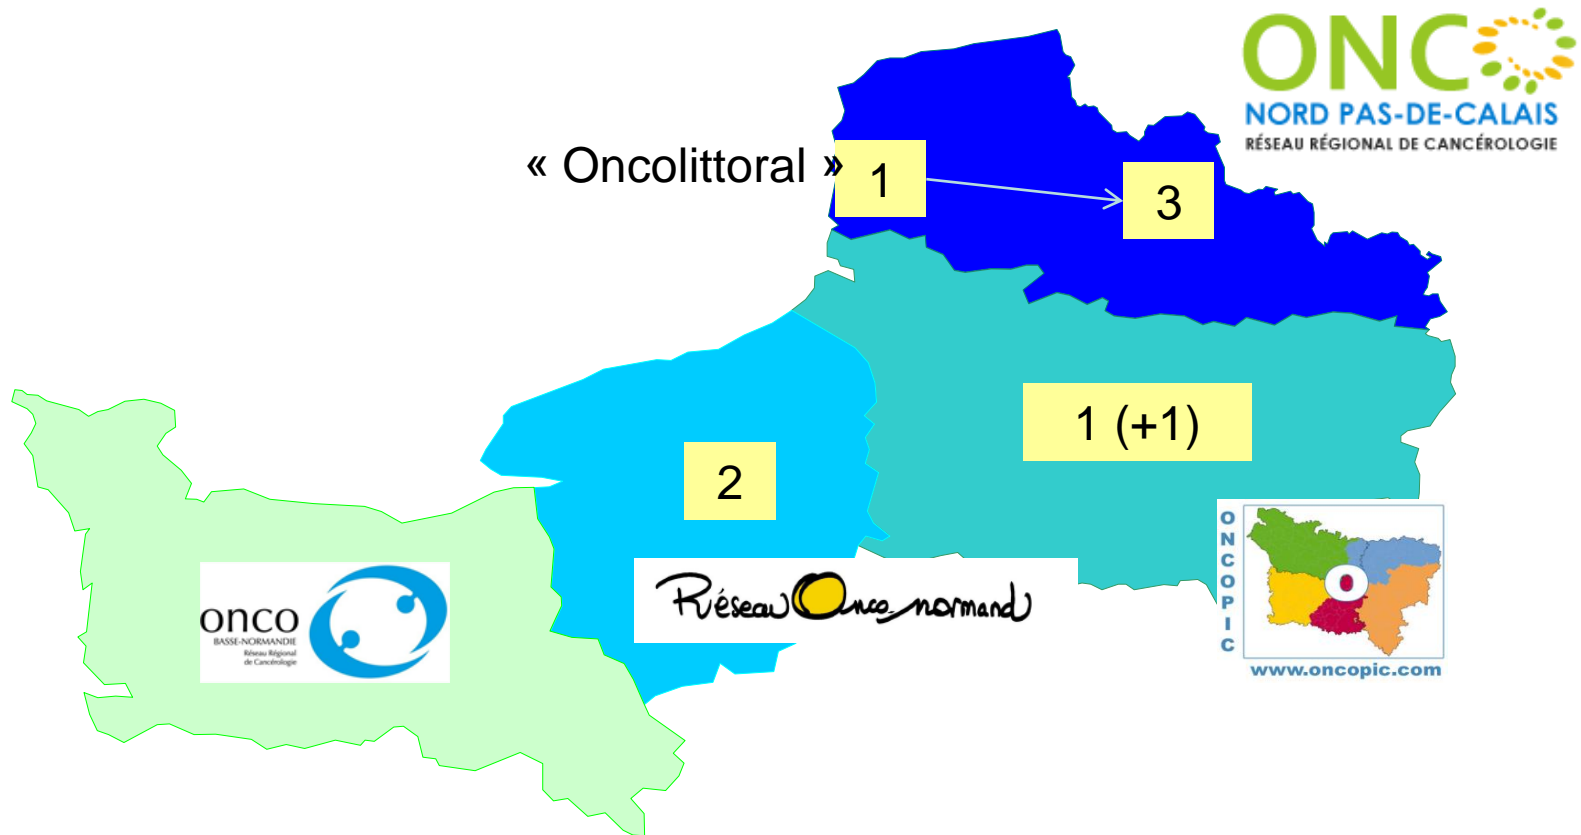 ONCO
NORD PAS-DE-CALAIS
RÉSEAU RÉGIONAL DE CANCÉROLOGIE
« Oncolittoral »
1
3
1 (+1)
2
onco
BASSE-NORMANDIE
Réseau Régional
de Cancérologie
Réseau Onco normand
ONCOPIC
www.oncopic.com